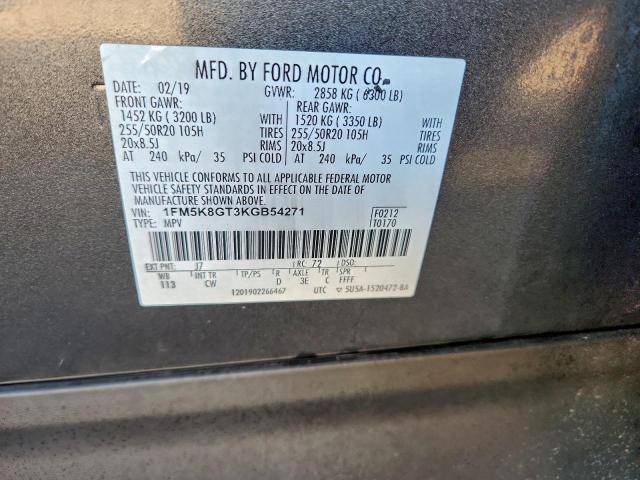 MFD. BY FORD MOTOR CO.
DATE: 02/19 GVWR: 2858 KG ( 6300 LB)
FRONT GAWR: REAR GAWR:
1452 KG ( 3200 LB) WITH 1520 KG ( 3350 LB) WITH
255/50R20 105H TIRES 255/50R20 105H TIRES
20x8.5J RIMS 20x8.5J RIMS
AT 240 kPa/ 35 PSI COLD AT 240 kPa/ 35 PSI COLD
THIS VEHICLE CONFORMS TO ALL APPLICABLE FEDERAL MOTOR
VEHICLE SAFETY STANDARDS IN EFFECT ON THE DATE OF
MANUFACTURE SHOWN ABOVE.
VIN: 1FM5K8GT3KGB54271 F0212
TYPE: MPV T0170
EXT PNT: J7 RC: 72 DSO:
WB INT TR TP/PS R AXLE TR SPR
113 CW D 3E C FFFF
1201902266467 UTC ▽ 5U5A-1520472-BA